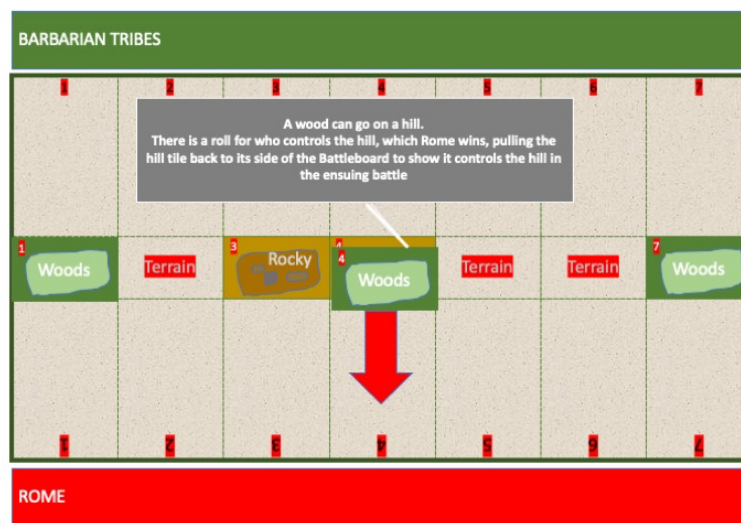 BARBARIAN TRIBES
1 2 3 4 5 6 7
A wood can go on a hill.
There is a roll for who controls the hill, which Rome wins, pulling the
hill tile back to its side of the Battleboard to show it controls the hill in
the ensuing battle
1 3 4 7
Woods Terrain Rocky Terrain Terrain Woods
4
Woods
1 2 3 4 5 6 7
ROME